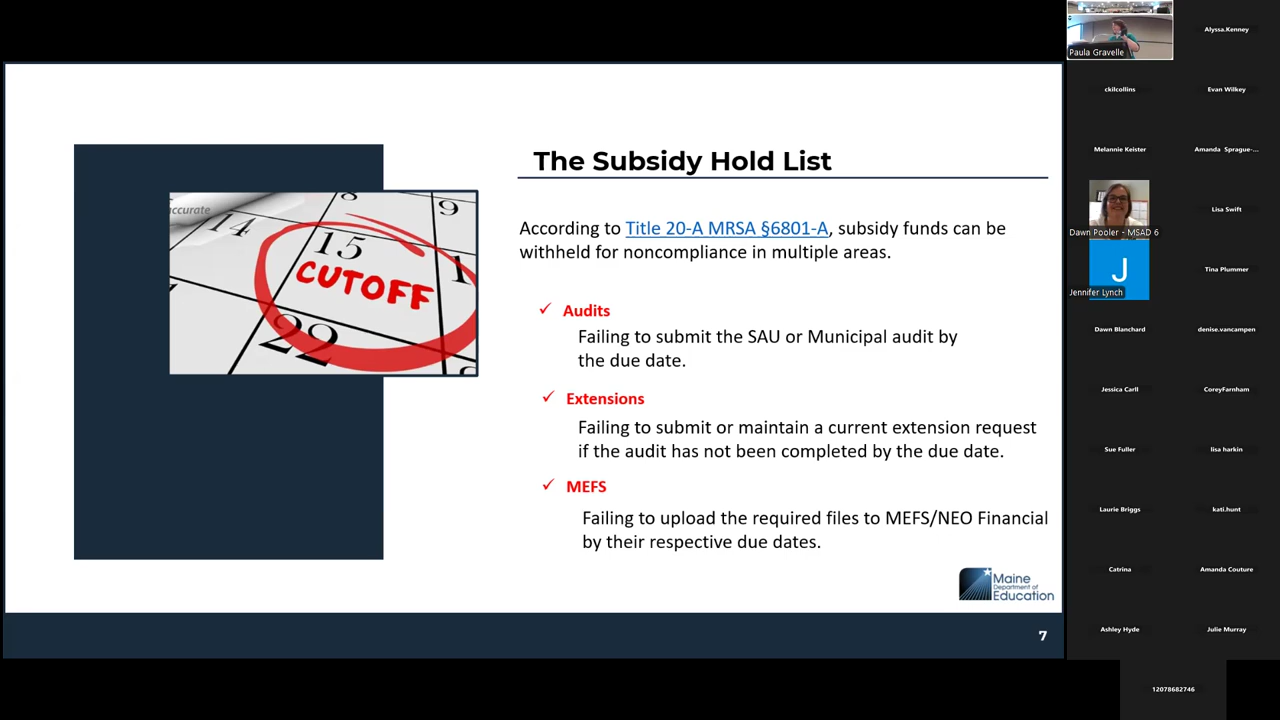 The Subsidy Hold List
According to Title 20-A MRSA §6801-A, subsidy funds can be
withheld for noncompliance in multiple areas.
✓ Audits
Failing to submit the SAU or Municipal audit by
the due date.
✓ Extensions
Failing to submit or maintain a current extension request
if the audit has not been completed by the due date.
✓ MEFS
Failing to upload the required files to MEFS/NEO Financial
by their respective due dates.
accurate
8
9
14
15
1
CUTOFF
22
Maine
Department of
Education
7
Paula Gravelle
Alyssa.Kenney
ckilcollins
Evan Wilkey
Melannie Keister
Amanda Sprague-...
Dawn Pooler - MSAD 6
Lisa Swift
J
Jennifer Lynch
Tina Plummer
Dawn Blanchard
denise.vancampen
Jessica Carll
CoreyFarnham
Sue Fuller
lisa harkin
Laurie Briggs
kati.hunt
Catrina
Amanda Couture
Ashley Hyde
Julie Murray
12078682746